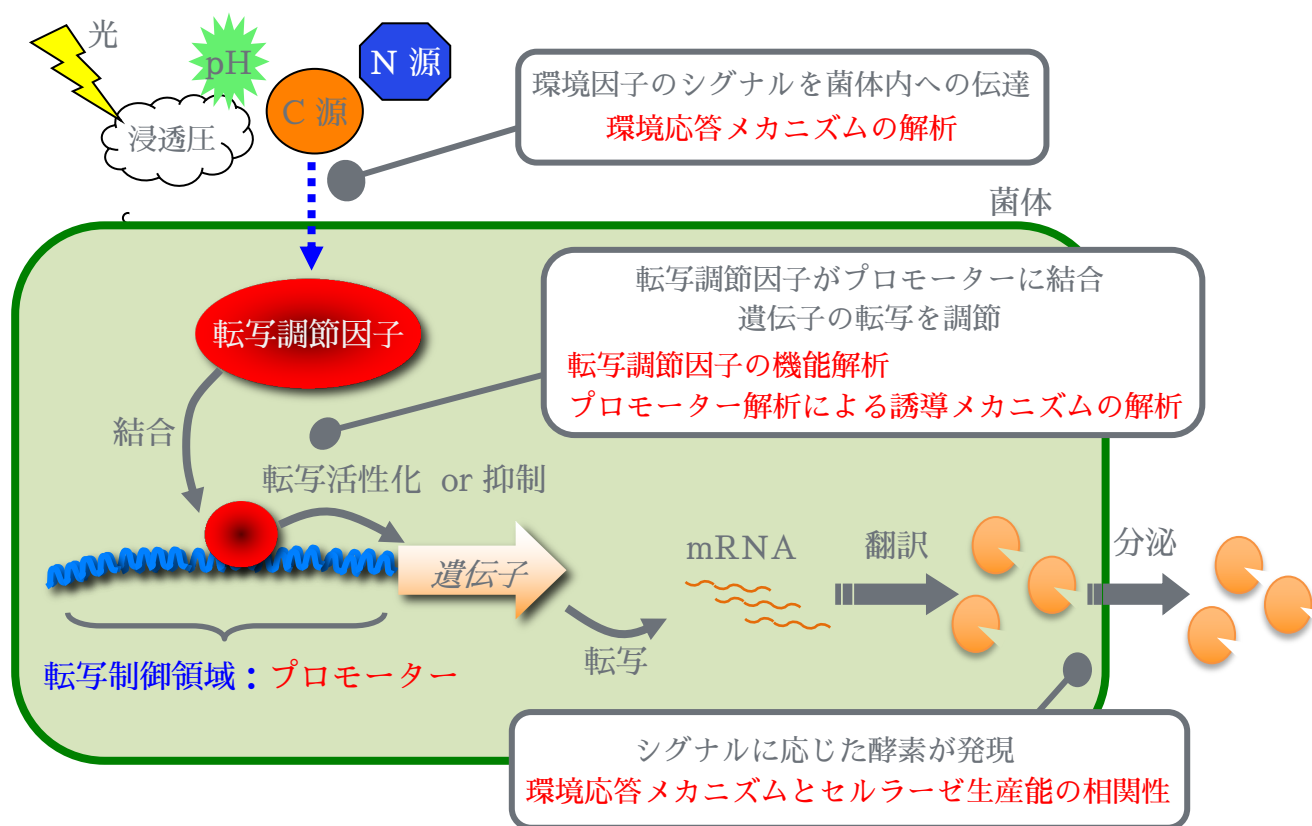 光
pH
N 源
C 源
浸透圧
環境因子のシグナルを菌体内への伝達
環境応答メカニズムの解析
菌体
転写調節因子がプロモーターに結合
遺伝子の転写を調節
転写調節因子の機能解析
プロモーター解析による誘導メカニズムの解析
転写調節因子
結合
転写活性化 or 抑制
遺伝子
mRNA
翻訳
分泌
転写
転写制御領域：プロモーター
シグナルに応じた酵素が発現
環境応答メカニズムとセルラーゼ生産能の相関性